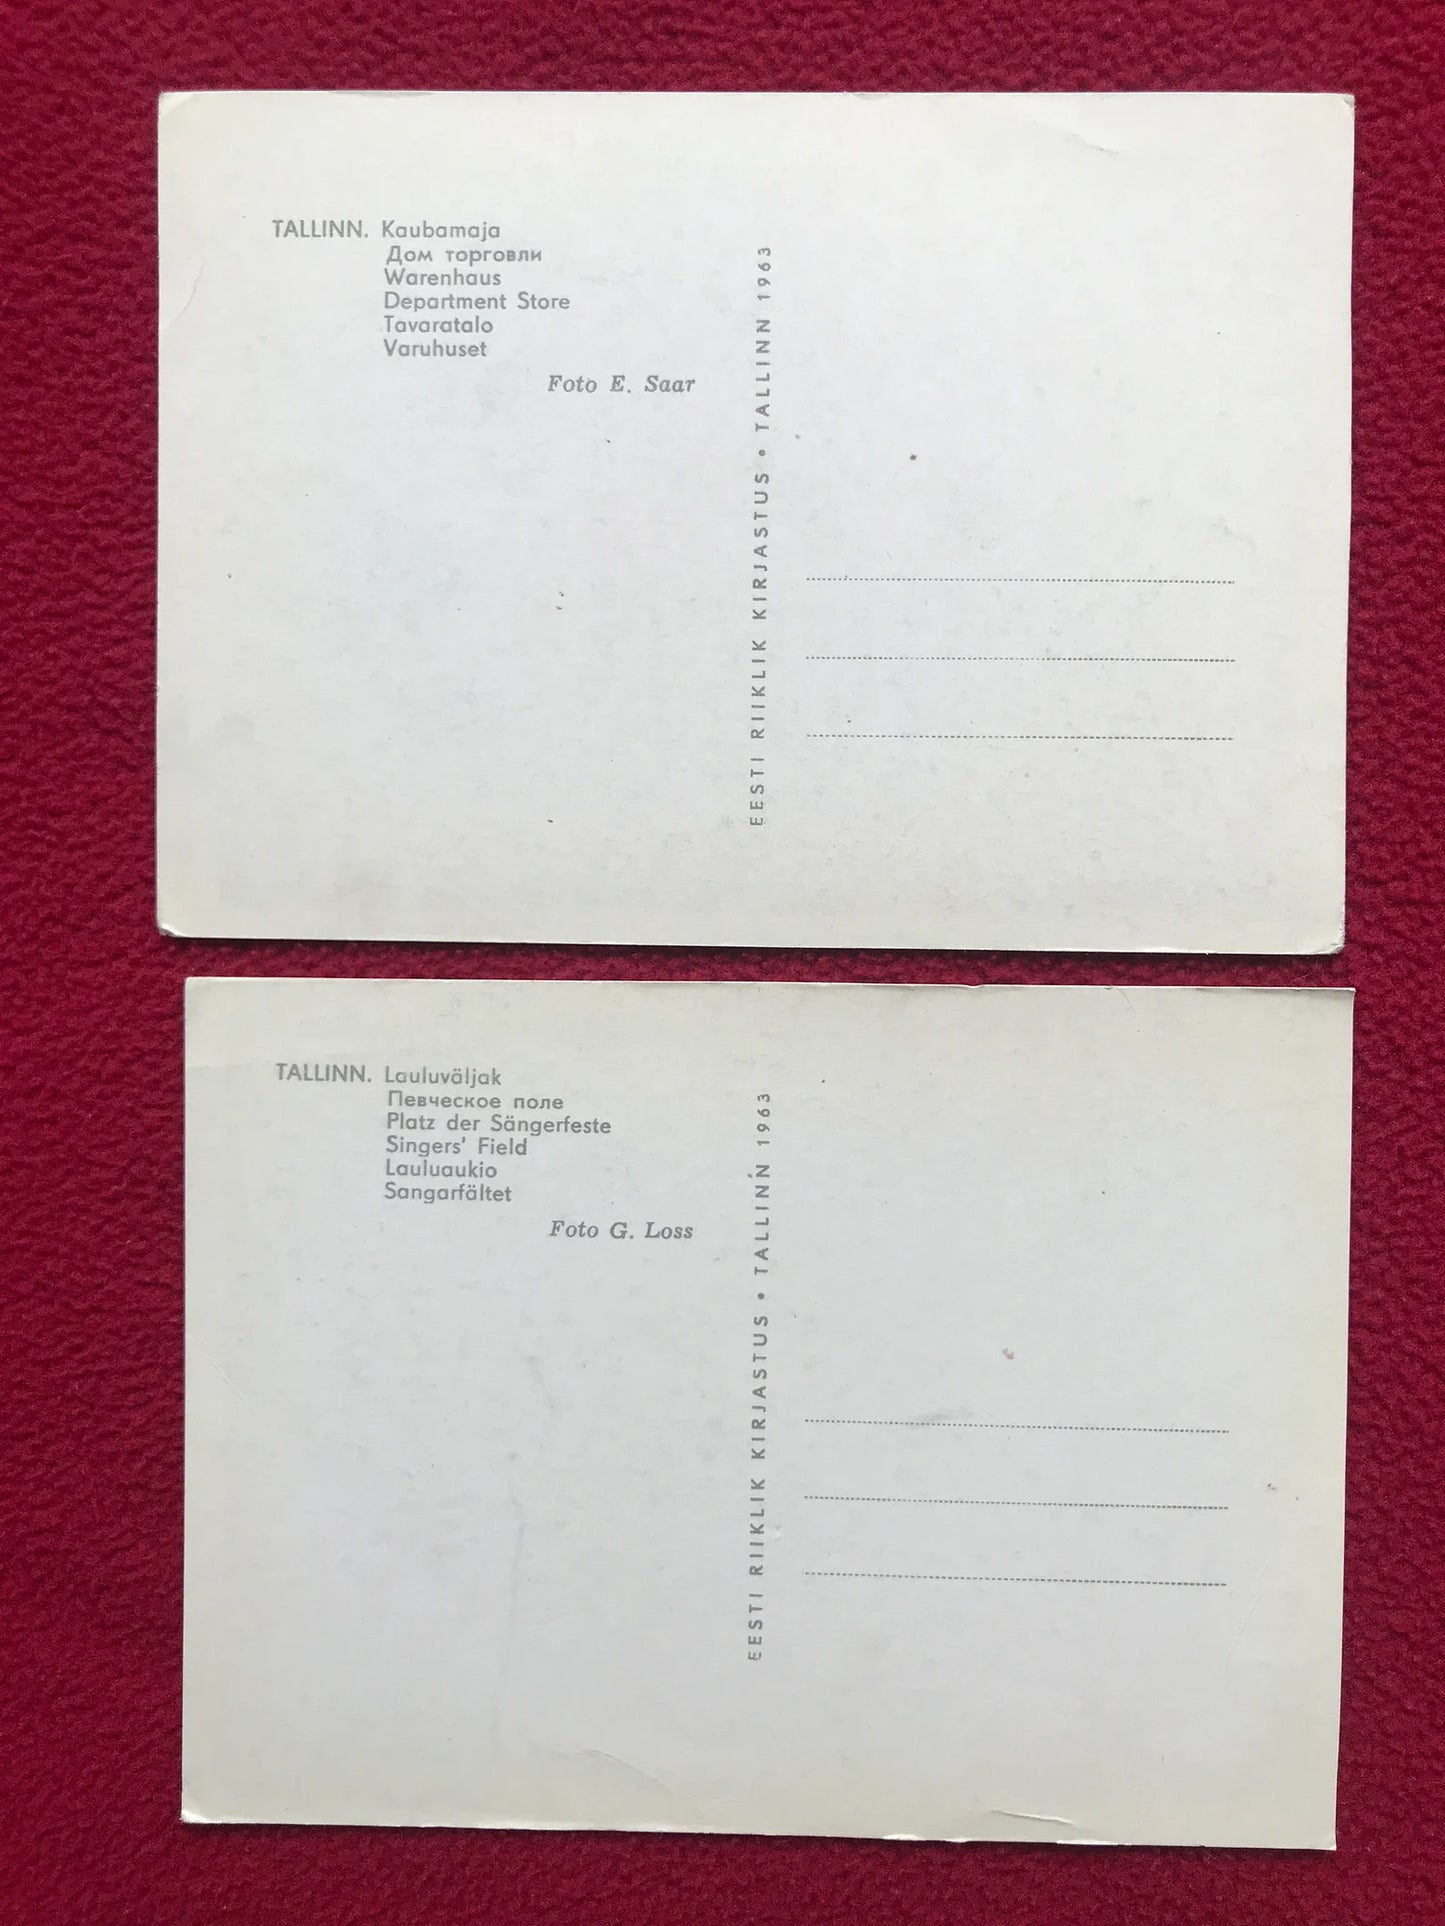 TALLINN. Kaubamaja
Дом торговли
Warenhaus
Department Store
Tavaratalo
Varuhuset
Foto E. Saar
EESTI RIIKLIK KIRJASTUS • TALLINN 1963
TALLINN. Lauluväljak
Певческое поле
Platz der Sängerfeste
Singers' Field
Lauluaukio
Sangarfältet
Foto G. Loss
EESTI RIIKLIK KIRJASTUS • TALLINN 1963